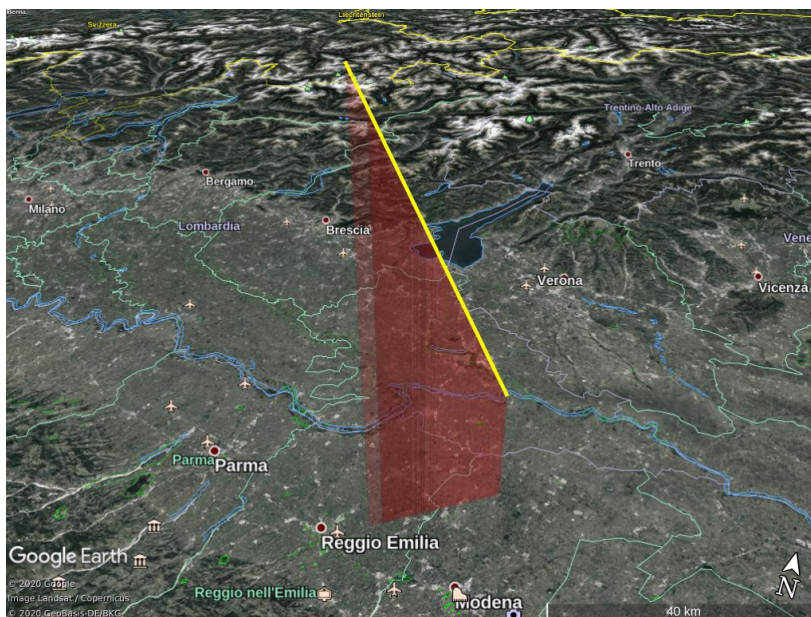 Liechtenstein
Svizzera
Trentino-Alto Adige
Trento
Bergamo
Milano
Lombardia
Brescia
Verona
Vicenza
Parma
Parma
Reggio Emilia
Google Earth
© 2020 Google
Image Landsat / Copernicus
© 2020 GeoBasis-DE/BKG
Reggio nell'Emilia
Modena
40 km
N